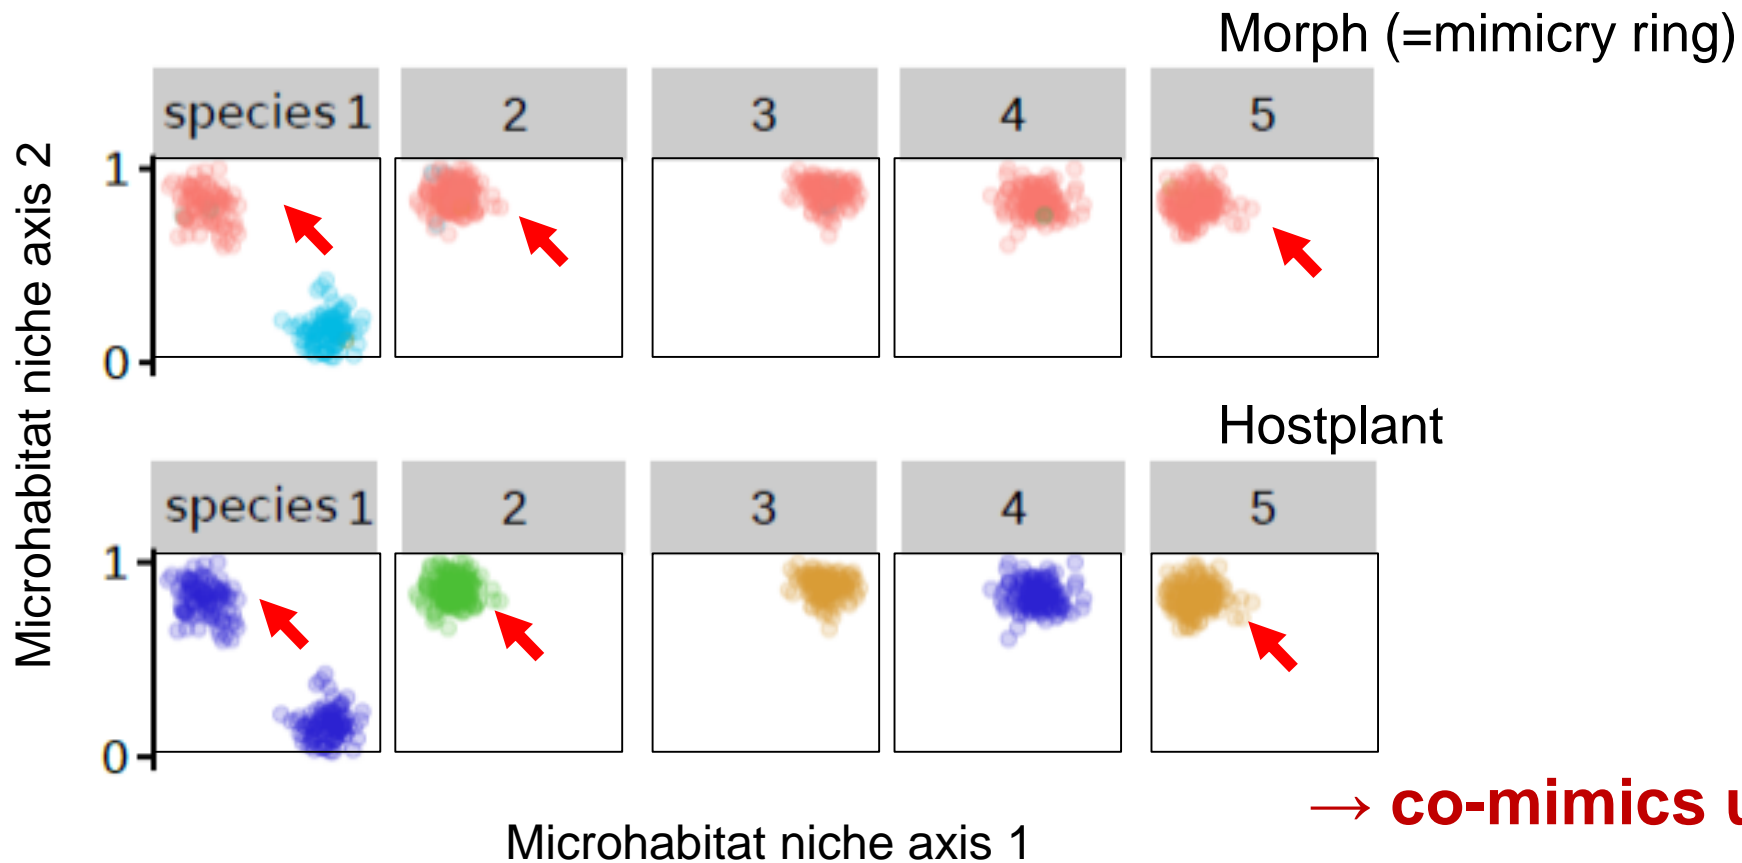 Morph (=mimicry ring)
species 1 2 3 4 5
1
0
Microhabitat niche axis 2
Hostplant
species 1 2 3 4 5
1
0
→ co-mimics u
Microhabitat niche axis 1